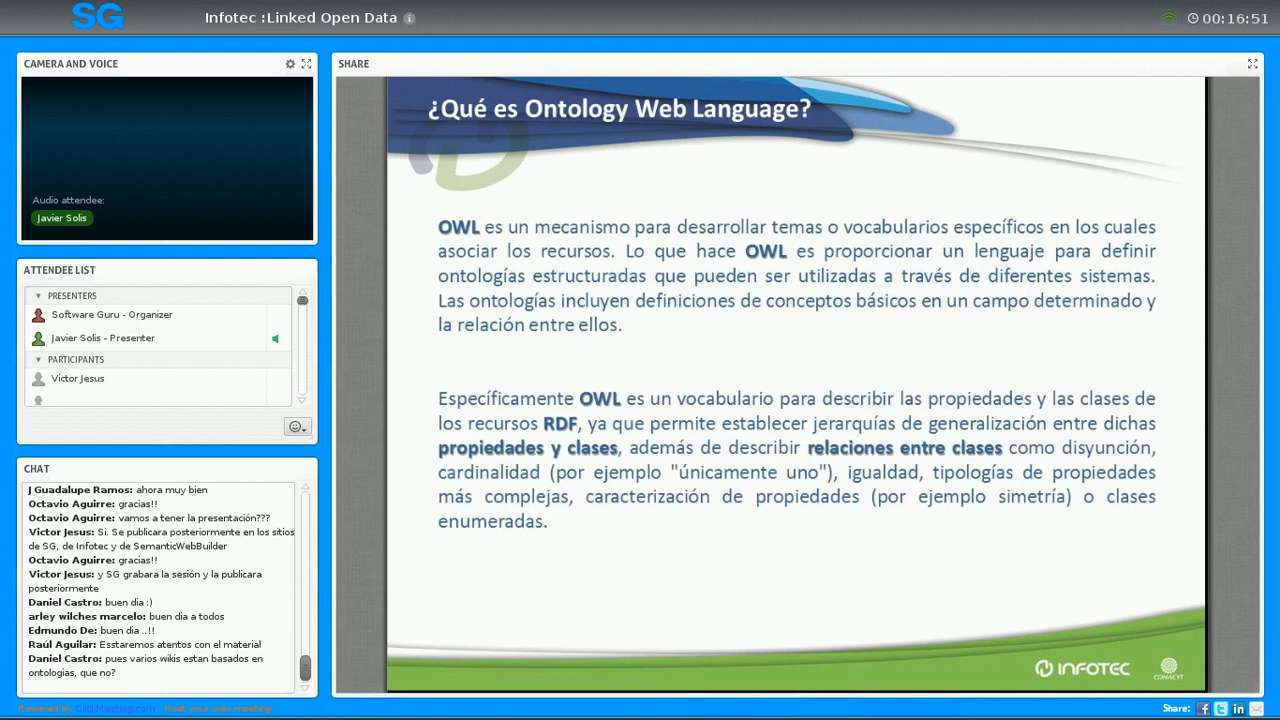 SG
Infotec :Linked Open Data
00:16:51
CAMERA AND VOICE
Audio attendee:
Javier Solis
ATTENDEE LIST
PRESENTERS
Software Guru - Organizer
Javier Solis - Presenter
PARTICIPANTS
Victor Jesus
CHAT
J Guadalupe Ramos: ahora muy bien
Octavio Aguirre: gracias!!
Octavio Aguirre: vamos a tener la presentación???
Victor Jesus: Si. Se publicara posteriormente en los sitios
de SG, de Infotec y de SemanticWebBuilder
Octavio Aguirre: gracias!!
Victor Jesus: y SG grabara la sesión y la publicara
posteriormente
Daniel Castro: buen dia :)
arley wilches marcelo: buen dia a todos
Edmundo De: buen dia ..!!
Raúl Aguilar: Esstaremos atentos con el material
Daniel Castro: pues varios wikis estan basados en
ontologias, que no?
SHARE
¿Qué es Ontology Web Language?
OWL es un mecanismo para desarrollar temas o vocabularios específicos en los cuales
asociar los recursos. Lo que hace OWL es proporcionar un lenguaje para definir
ontologías estructuradas que pueden ser utilizadas a través de diferentes sistemas.
Las ontologías incluyen definiciones de conceptos básicos en un campo determinado y
la relación entre ellos.
Específicamente OWL es un vocabulario para describir las propiedades y las clases de
los recursos RDF, ya que permite establecer jerarquías de generalización entre dichas
propiedades y clases, además de describir relaciones entre clases como disyunción,
cardinalidad (por ejemplo "únicamente uno"), igualdad, tipologías de propiedades
más complejas, caracterización de propiedades (por ejemplo simetría) o clases
enumeradas.
INFOTEC
CONACYT
Powered by ClickMeeting.com . Host your own meeting
Share: